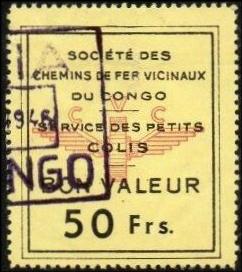 SOCIÉTÉ DES
CHEMINS DE FER VICINAUX
DU CONGO
C V C
SERVICE DES PETITS
COLIS
BON VALEUR
50 Frs.